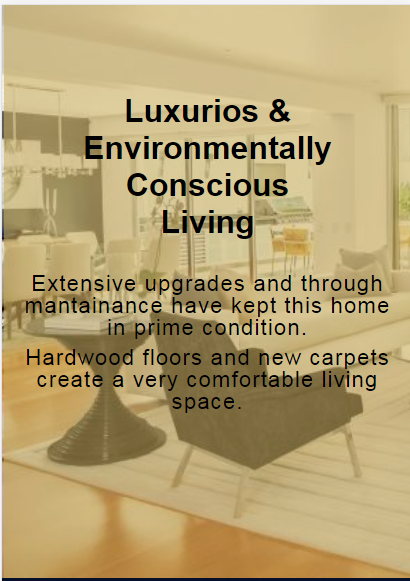 Luxurios &
Environmentally
Conscious
Living
Extensive upgrades and through
mantainance have kept this home
in prime condition.
Hardwood floors and new carpets
create a very comfortable living
space.